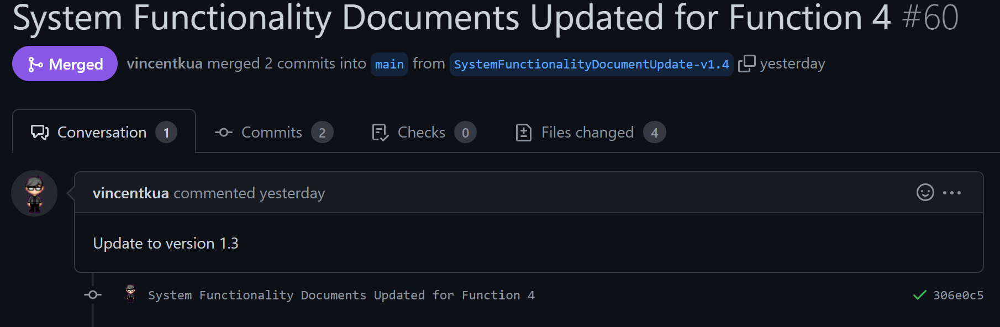 System Functionality Documents Updated for Function 4 #60
Merged vincentkua merged 2 commits into main from SystemFunctionalityDocumentUpdate-v1.4 yesterday
Conversation 1 Commits 2 Checks 0 Files changed 4
vincentkua commented yesterday
Update to version 1.3
System Functionality Documents Updated for Function 4 306e0c5